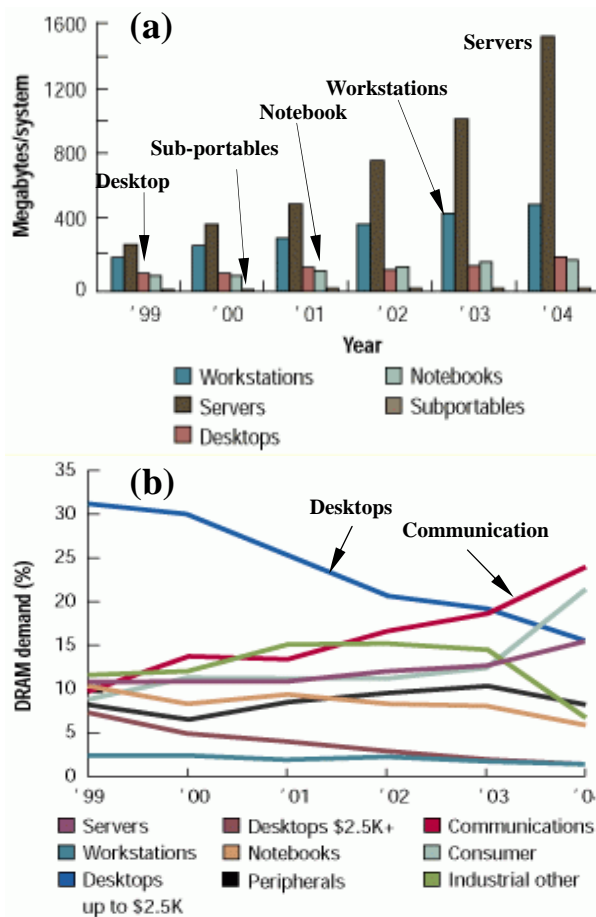 (a)
Servers
Workstations
Notebook
Sub-portables
Desktop
Megabytes/system
1600
1200
800
400
0
'99 '00 '01 '02 '03 '04
Year
Workstations Notebooks
Servers Subportables
Desktops
(b)
Desktops
Communication
DRAM demand (%)
35
30
25
20
15
10
5
0
'99 '00 '01 '02 '03 '0
Servers Desktops $2.5K+ Communications
Workstations Notebooks Consumer
Desktops Peripherals Industrial other
up to $2.5K